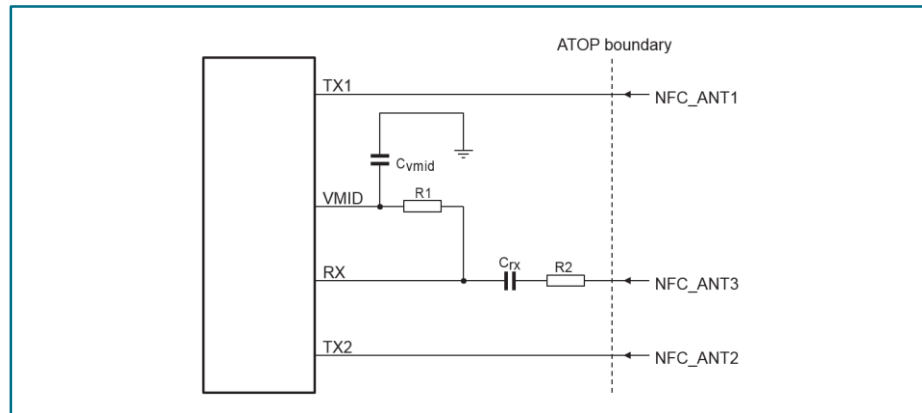 ATOP boundary
TX1
NFC_ANT1
Cvmid
VMID
R1
RX
Crx
R2
NFC_ANT3
TX2
NFC_ANT2